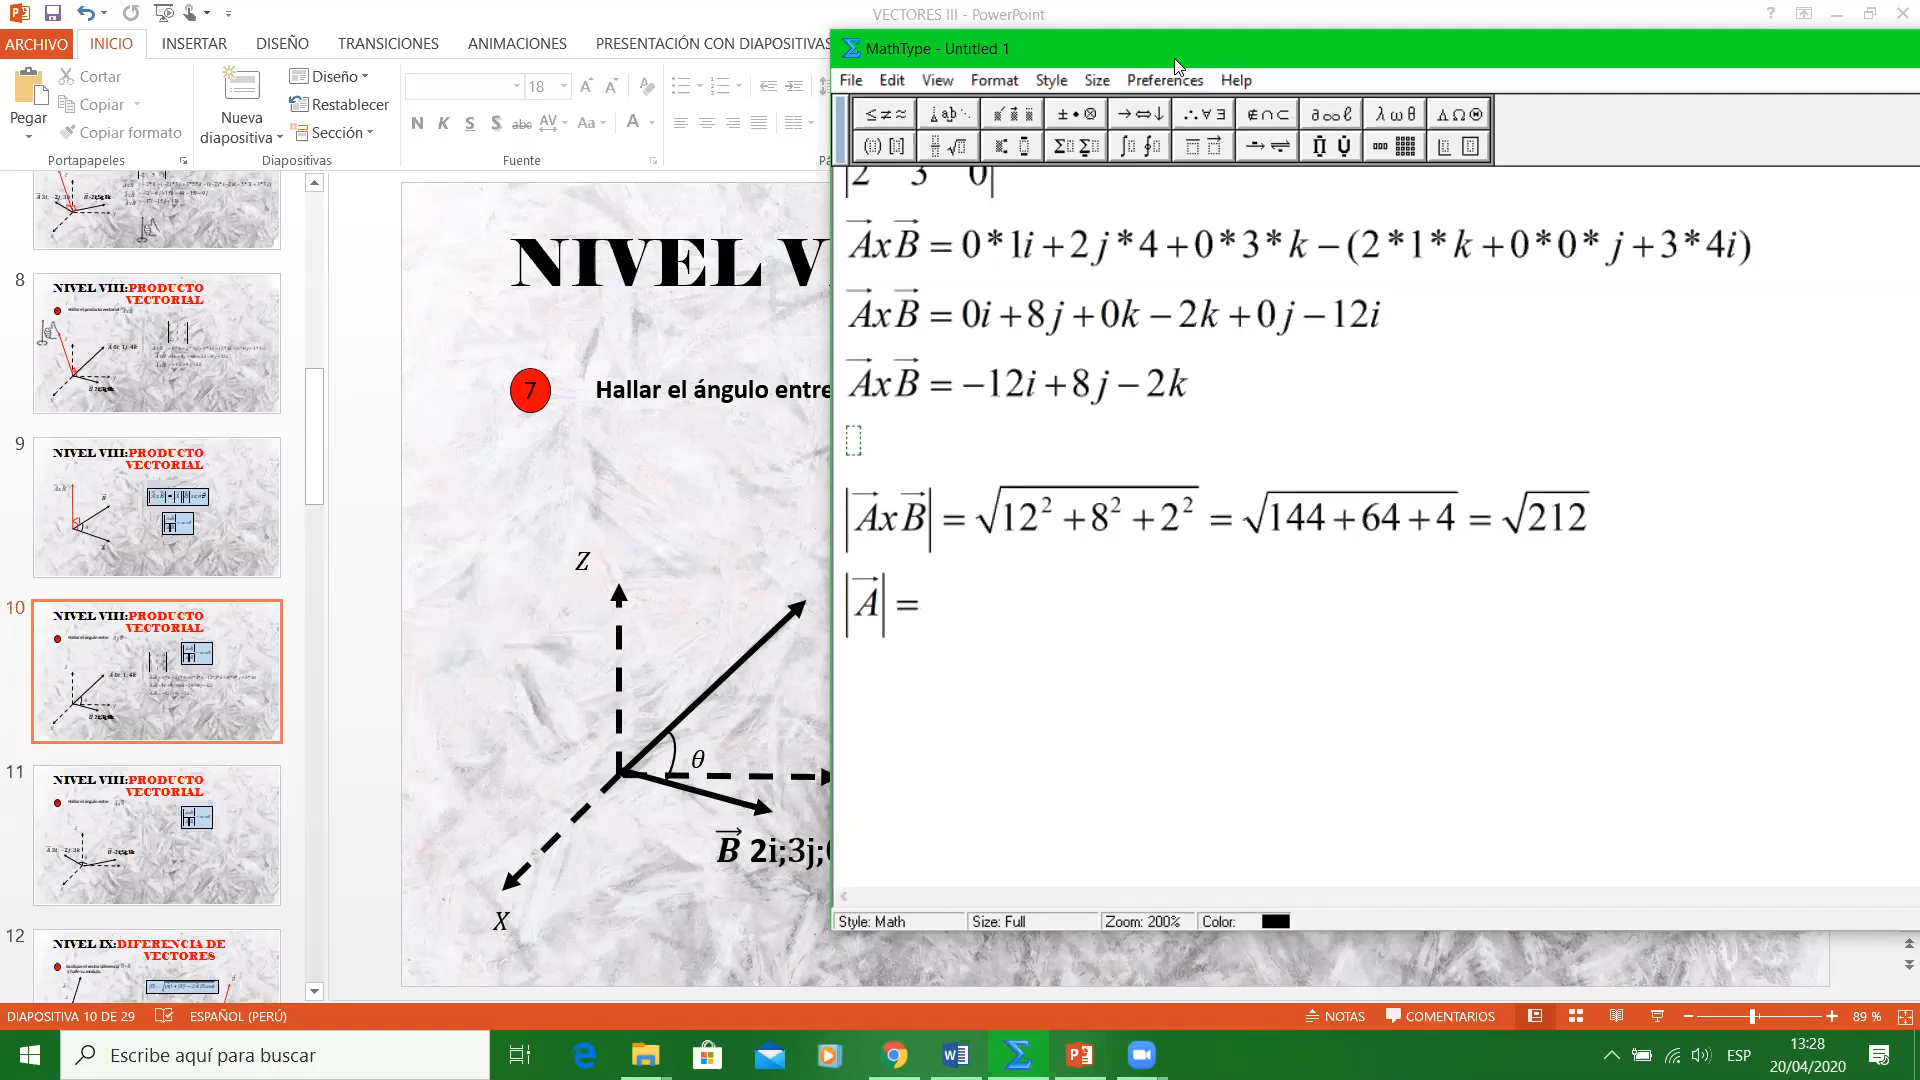 VECTORES III - PowerPoint
ARCHIVO INICIO INSERTAR DISEÑO TRANSICIONES ANIMACIONES PRESENTACIÓN CON DIAPOSITIVAS
Pegar
Cortar
Copiar
Copiar formato
Portapapeles
Nueva diapositiva
Diseño
Restablecer
Sección
Diapositivas
18
N K S S abc AV Aa A
Fuente
MathType - Untitled 1
File Edit View Format Style Size Preferences Help
|2 3 0|
AxB = 0*1i+2j*4+0*3*k-(2*1*k+0*0*j+3*4i)
AxB = 0i+8j+0k-2k+0j-12i
AxB = -12i+8j-2k
|AxB| = √12²+8²+2² = √144+64+4 = √212
|A| =
Style: Math Size: Full Zoom: 200% Color:
NIVEL V
7 Hallar el ángulo entre
Z
θ
B 2i;3j;
X
8
NIVEL VIII:PRODUCTO
VECTORIAL
9
NIVEL VIII:PRODUCTO
VECTORIAL
10
NIVEL VIII:PRODUCTO
VECTORIAL
11
NIVEL VIII:PRODUCTO
VECTORIAL
12
NIVEL IX:DIFERENCIA DE
VECTORES
DIAPOSITIVA 10 DE 29 ESPAÑOL (PERÚ) NOTAS COMENTARIOS 89 %
Escribe aquí para buscar
ESP
13:28
20/04/2020